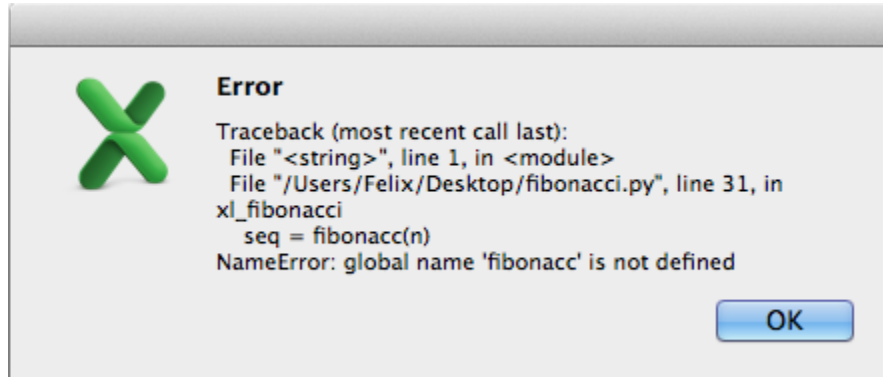 Error
Traceback (most recent call last):
  File "<string>", line 1, in <module>
  File "/Users/Felix/Desktop/fibonacci.py", line 31, in
xl_fibonacci
    seq = fibonacc(n)
NameError: global name 'fibonacc' is not defined
OK